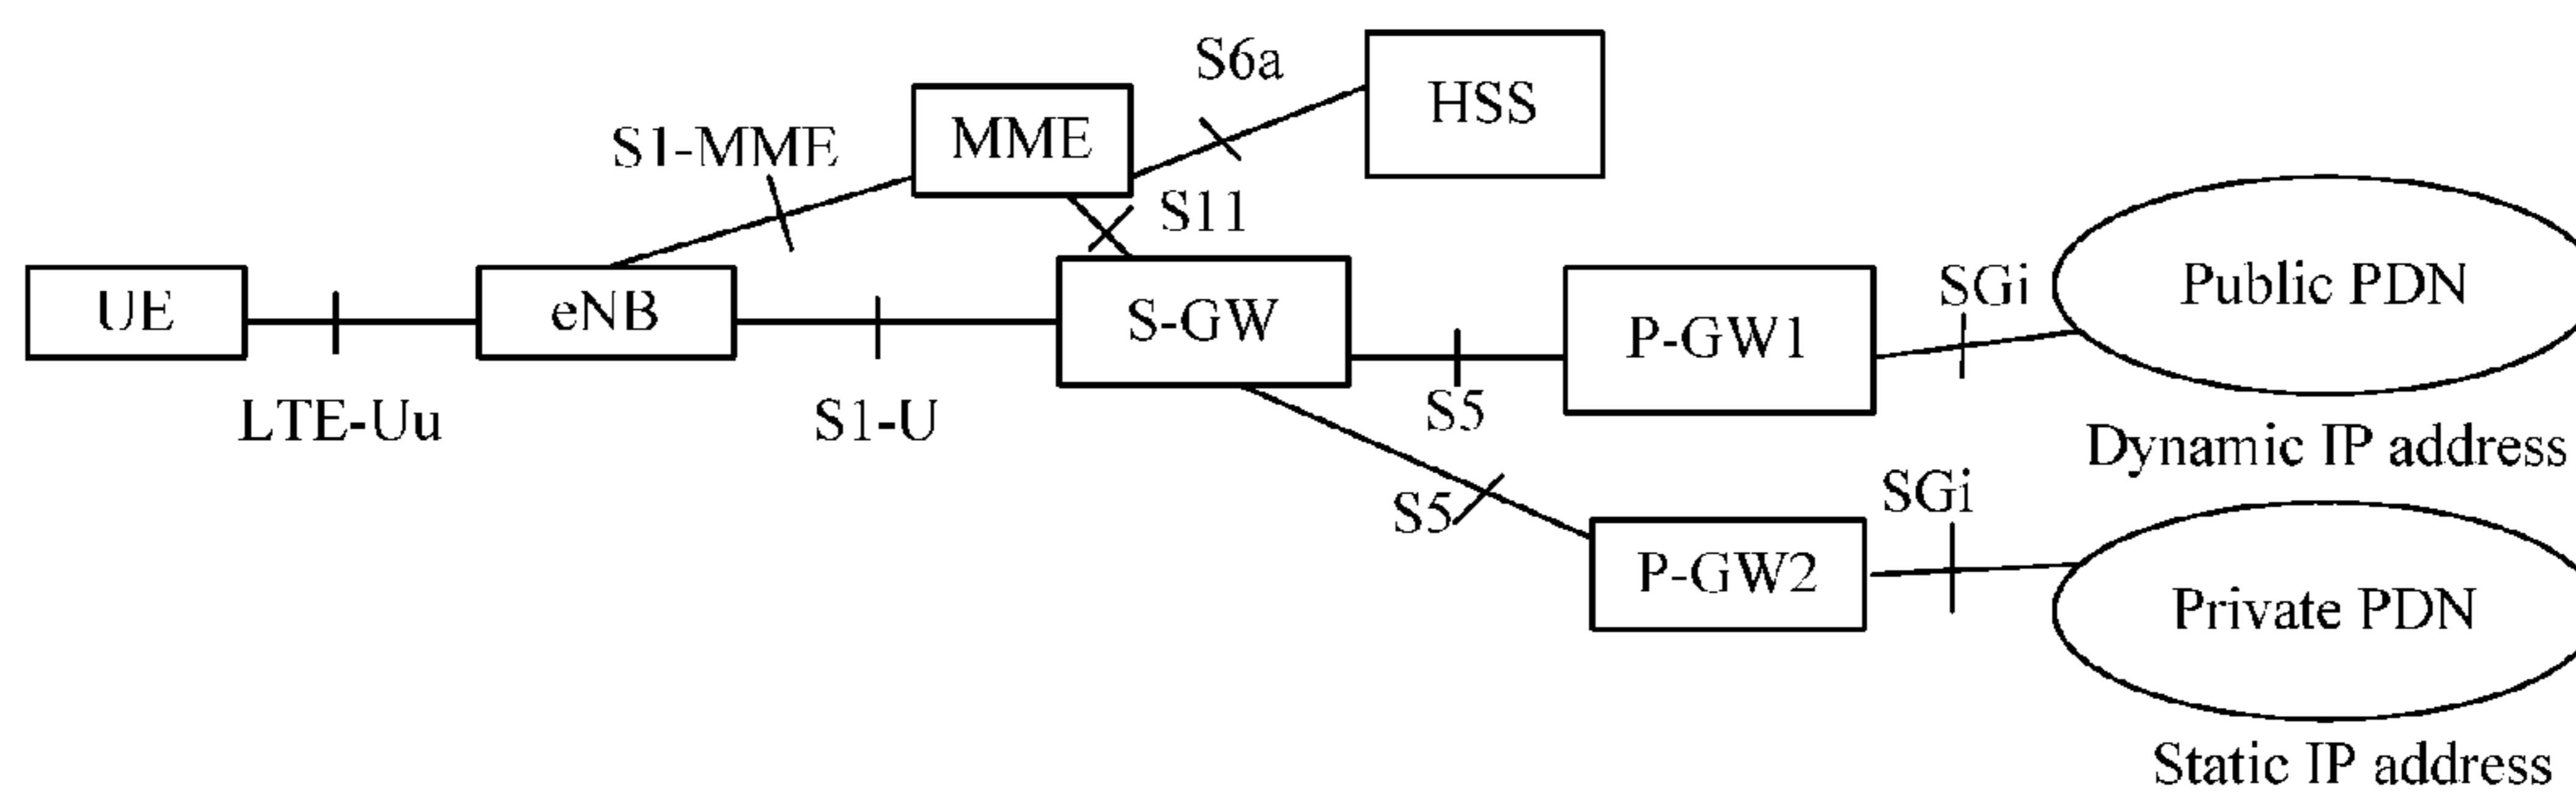 S6a
HSS
MME
S1-MME
S11
UE
eNB
S-GW
P-GW1
SGi
Public PDN
LTE-Uu
S1-U
S5
Dynamic IP address
S5
P-GW2
SGi
Private PDN
Static IP address